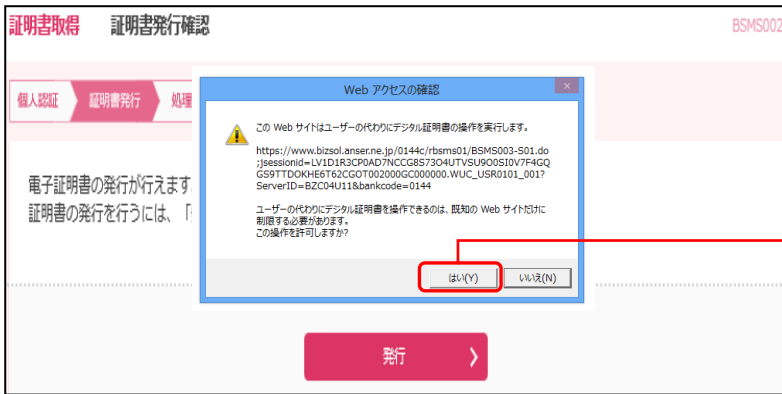 証明書取得 証明書発行確認 BSMS002
個人認証 証明書発行 処理
電子証明書の発行が行えます
証明書の発行を行うには、「
Web アクセスの確認
この Web サイトはユーザーの代わりにデジタル証明書の操作を実行します。
https://www.bizsol.anser.ne.jp/0144c/rbsms01/BSMS003-S01.do
;jsessionid=LV1D1R3CP0AD7NCCG8S73O4UTVSU9O0SI0V7F4GQ
GS9TTDOKHE6T62CGOT002000GC000000.WUC_USR0101_001?
ServerID=BZC04U11&bankcode=0144
ユーザーの代わりにデジタル証明書を操作できるのは、既知の Web サイトだけに
制限する必要があります。
この操作を許可しますか?
はい(Y) いいえ(N)
発行